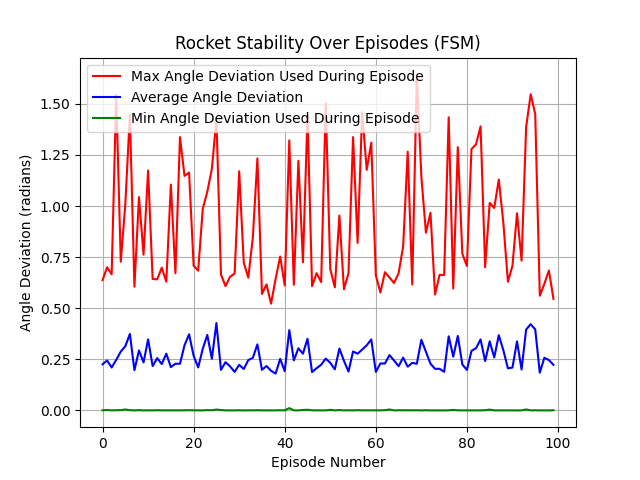 Rocket Stability Over Episodes (FSM)
Max Angle Deviation Used During Episode
Average Angle Deviation
Min Angle Deviation Used During Episode
Angle Deviation (radians)
1.50
1.25
1.00
0.75
0.50
0.25
0.00
0 20 40 60 80 100
Episode Number